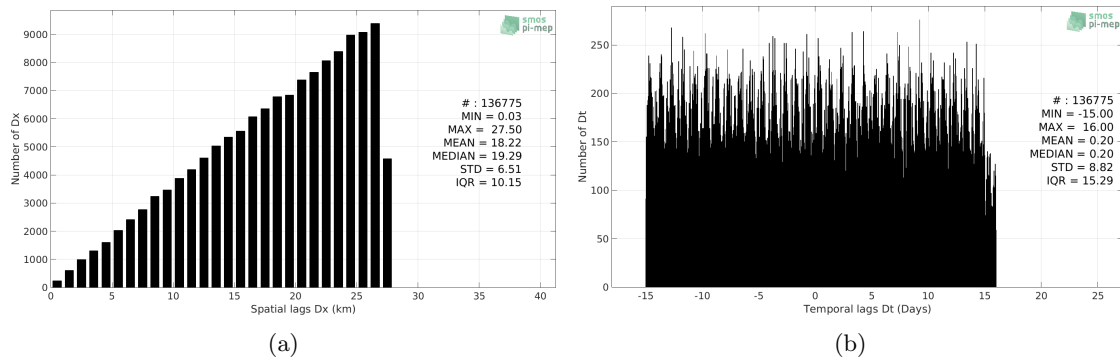 smos
pi-mep
9000
8000
7000
6000
5000
4000
3000
2000
1000
0
Number of Dx
# : 136775
MIN = 0.03
MAX = 27.50
MEAN = 18.22
MEDIAN = 19.29
STD = 6.51
IQR = 10.15
0 5 10 15 20 25 30 35 40
Spatial lags Dx (km)
(a)
smos
pi-mep
250
200
150
100
50
0
Number of Dt
# : 136775
MIN = -15.00
MAX = 16.00
MEAN = 0.20
MEDIAN = 0.20
STD = 8.82
IQR = 15.29
-15 -10 -5 0 5 10 15 20 25
Temporal lags Dt (Days)
(b)